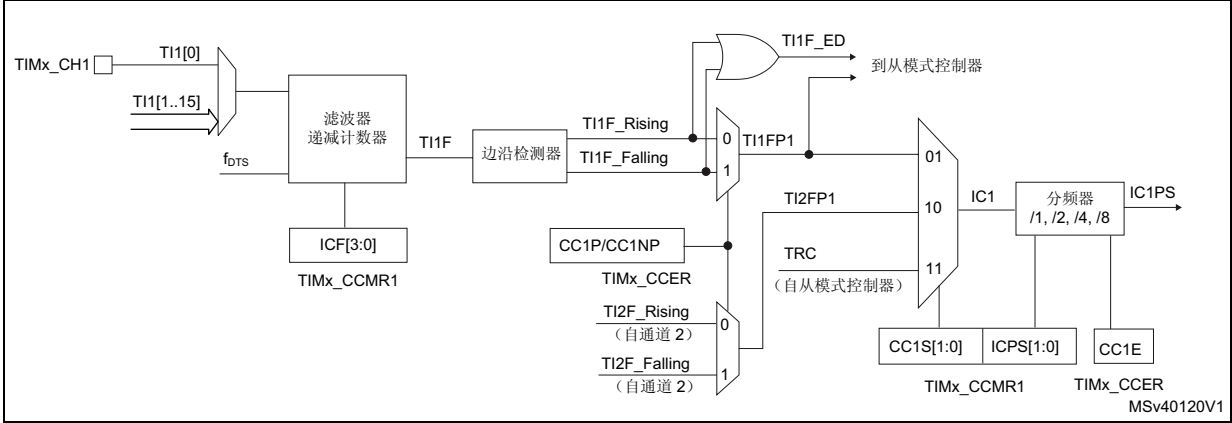 TI1F_ED
TIMx_CH1
TI1[0]
到从模式控制器
TI1[1..15]
滤波器
递减计数器
TI1F
边沿检测器
TI1F_Rising
TI1F_Falling
0
1
TI1FP1
01
fDTS
10
11
IC1
分频器
/1, /2, /4, /8
IC1PS
TI2FP1
ICF[3:0]
TIMx_CCMR1
CC1P/CC1NP
TIMx_CCER
TRC
（自从模式控制器）
TI2F_Rising
（自通道 2）
TI2F_Falling
（自通道 2）
0
1
CC1S[1:0]
ICPS[1:0]
CC1E
TIMx_CCMR1
TIMx_CCER
MSv40120V1